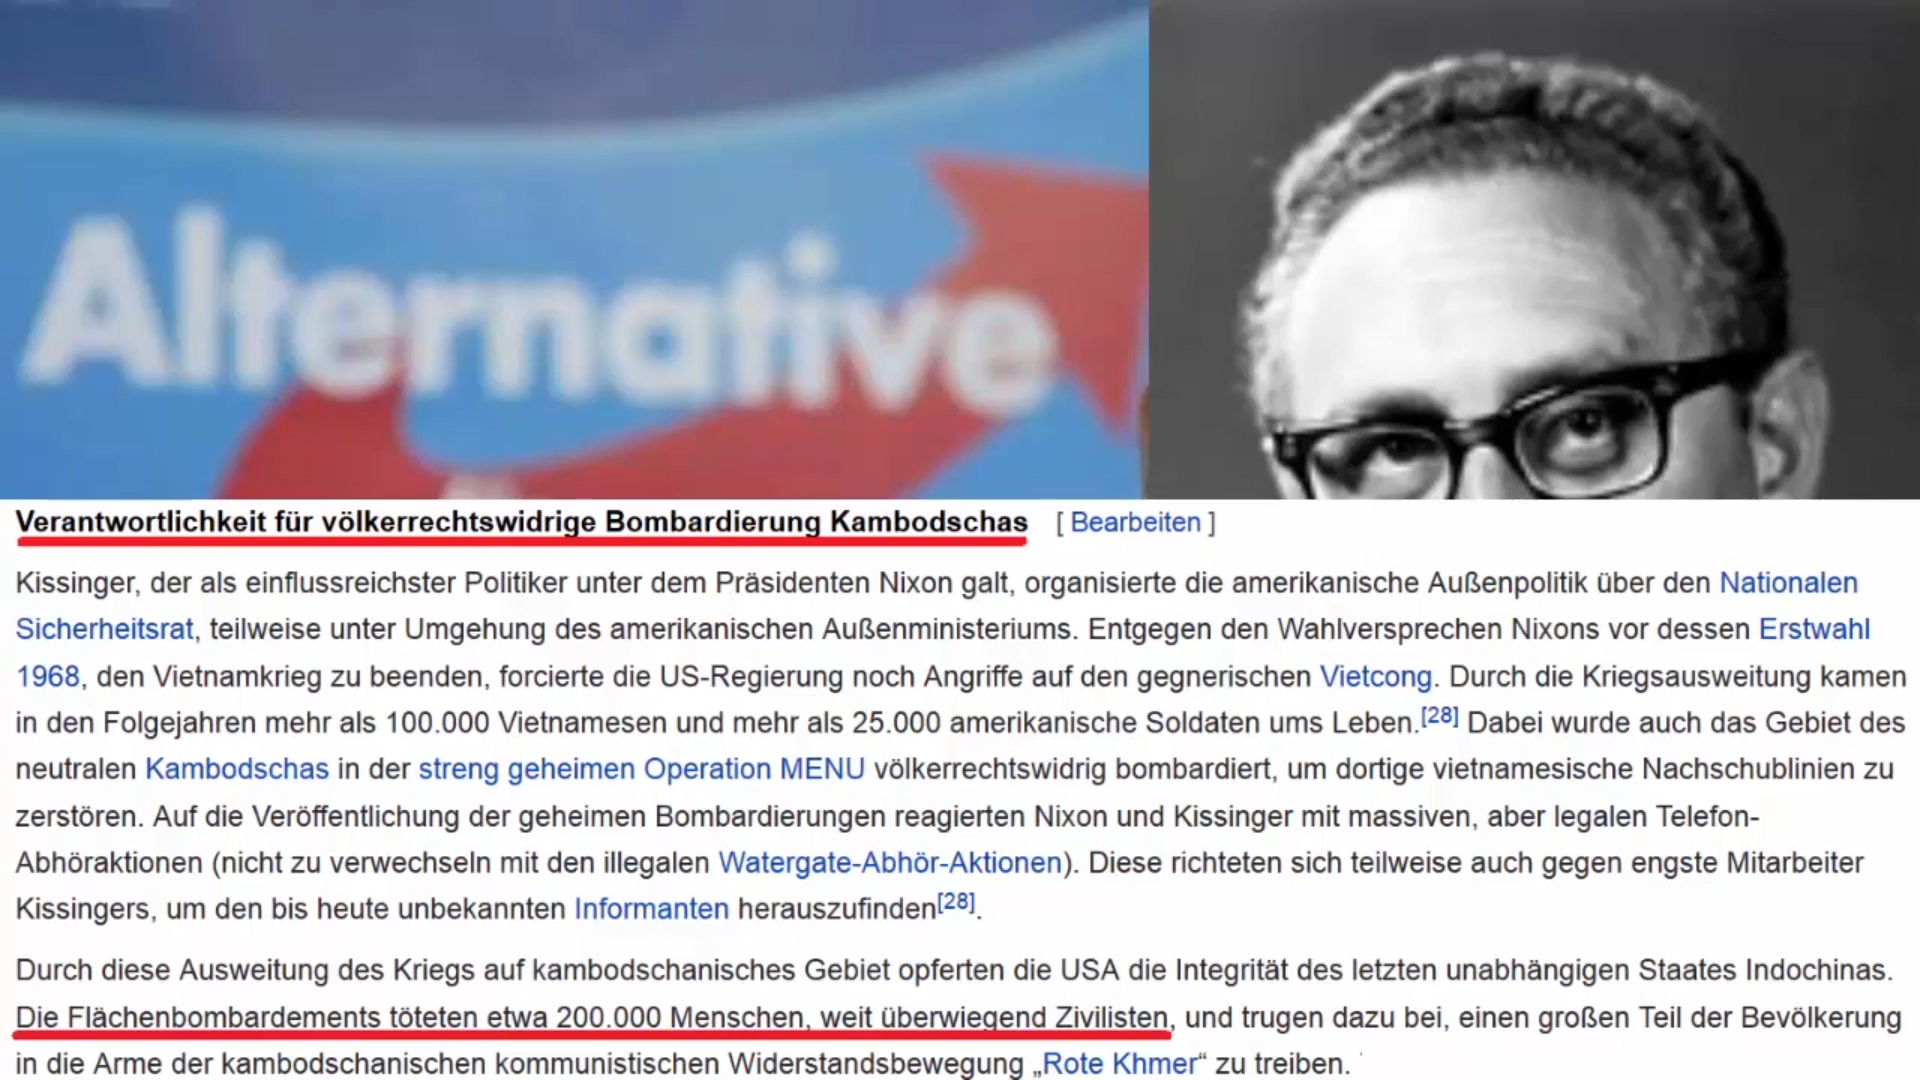 Alternative
Verantwortlichkeit für völkerrechtswidrige Bombardierung Kambodschas [ Bearbeiten ]
Kissinger, der als einflussreichster Politiker unter dem Präsidenten Nixon galt, organisierte die amerikanische Außenpolitik über den Nationalen
Sicherheitsrat, teilweise unter Umgehung des amerikanischen Außenministeriums. Entgegen den Wahlversprechen Nixons vor dessen Erstwahl
1968, den Vietnamkrieg zu beenden, forcierte die US-Regierung noch Angriffe auf den gegnerischen Vietcong. Durch die Kriegsausweitung kamen
in den Folgejahren mehr als 100.000 Vietnamesen und mehr als 25.000 amerikanische Soldaten ums Leben.[28] Dabei wurde auch das Gebiet des
neutralen Kambodschas in der streng geheimen Operation MENU völkerrechtswidrig bombardiert, um dortige vietnamesische Nachschublinien zu
zerstören. Auf die Veröffentlichung der geheimen Bombardierungen reagierten Nixon und Kissinger mit massiven, aber legalen Telefon-
Abhöraktionen (nicht zu verwechseln mit den illegalen Watergate-Abhör-Aktionen). Diese richteten sich teilweise auch gegen engste Mitarbeiter
Kissingers, um den bis heute unbekannten Informanten herauszufinden[28].
Durch diese Ausweitung des Kriegs auf kambodschanisches Gebiet opferten die USA die Integrität des letzten unabhängigen Staates Indochinas.
Die Flächenbombardements töteten etwa 200.000 Menschen, weit überwiegend Zivilisten, und trugen dazu bei, einen großen Teil der Bevölkerung
in die Arme der kambodschanischen kommunistischen Widerstandsbewegung „Rote Khmer“ zu treiben.